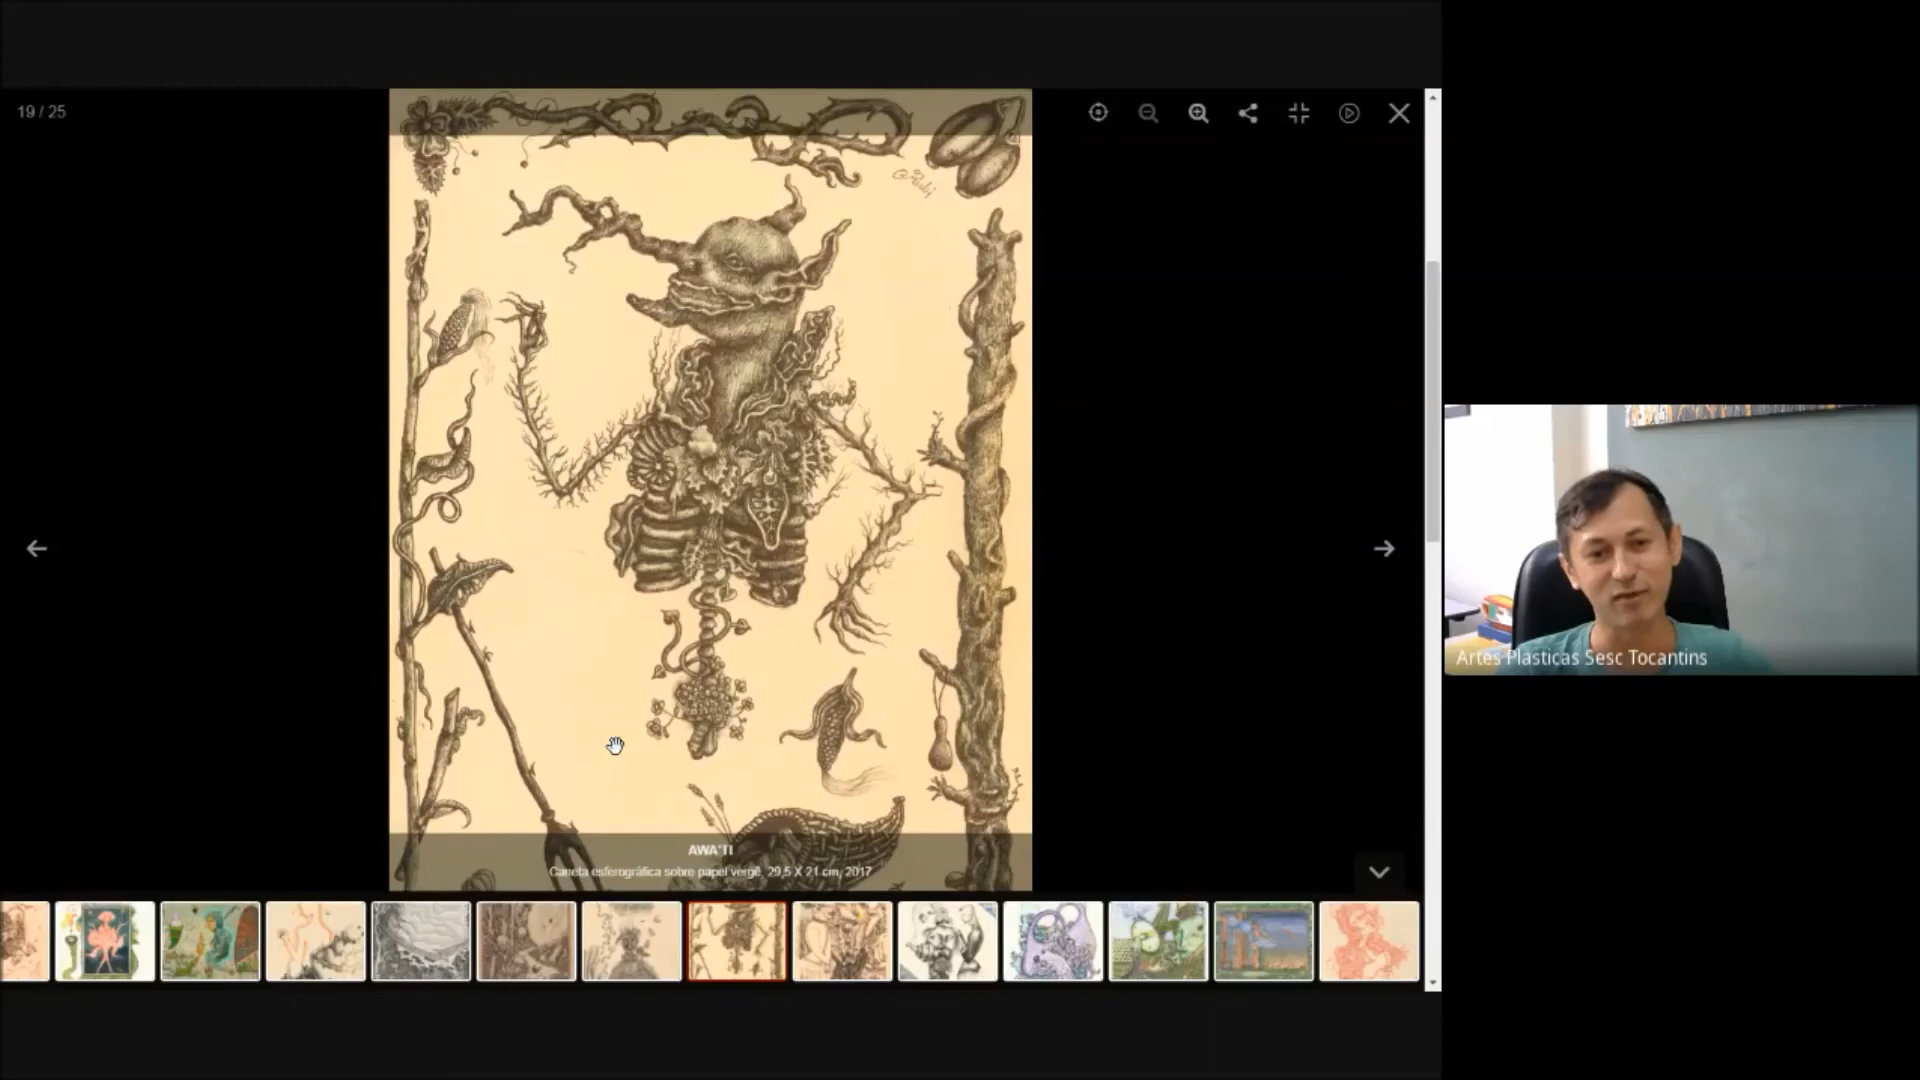 19 / 25
AWA'TI
Caneta esferográfica sobre papel vergê, 29,5 X 21 cm, 2017
Artes Plasticas Sesc Tocantins